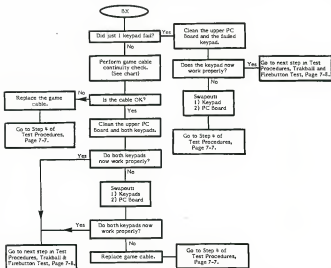 5X
Did just 1 keypad fail?
Yes
Clean the upper PC
Board and the failed
keypad.
No
Perform game cable
continuity check.
(See chart)
Does the keypad now
work properly?
Yes
Go to next step in Test
Procedures, Trakball and
Firebutton Test, Page 7-8.
No
Replace the game
cable.
No
Is the cable OK?
Yes
Swapout:
1) Keypad
2) PC Board
Go to Step 4 of
Test Procedures,
Page 7-7.
Clean the upper PC
Board and both keypads.
Go to Step 4 of
Test Procedures,
Page 7-7.
Yes
Do both keypads
now work properly?
No
Swapout:
1) Keypads
2) PC Board
Yes
Do both keypads now
work properly?
No
Go to next step in Test
Procedures, Trakball &
Firebutton Test, Page 7-8.
Replace game cable.
Go to Step 4 of
Test Procedures,
Page 7-7.